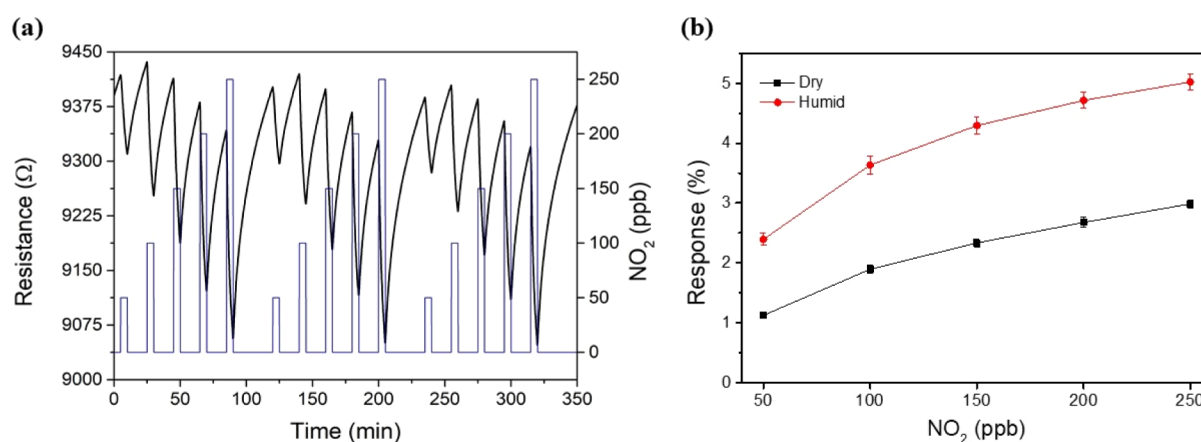 (a)
9450
9375
9300
9225
9150
9075
9000
Resistance (Ω)
0 50 100 150 200 250 300 350
Time (min)
250
200
150
100
50
0
NO₂ (ppb)
(b)
Dry
Humid
5
4
3
2
1
0
Response (%)
50 100 150 200 250
NO₂ (ppb)